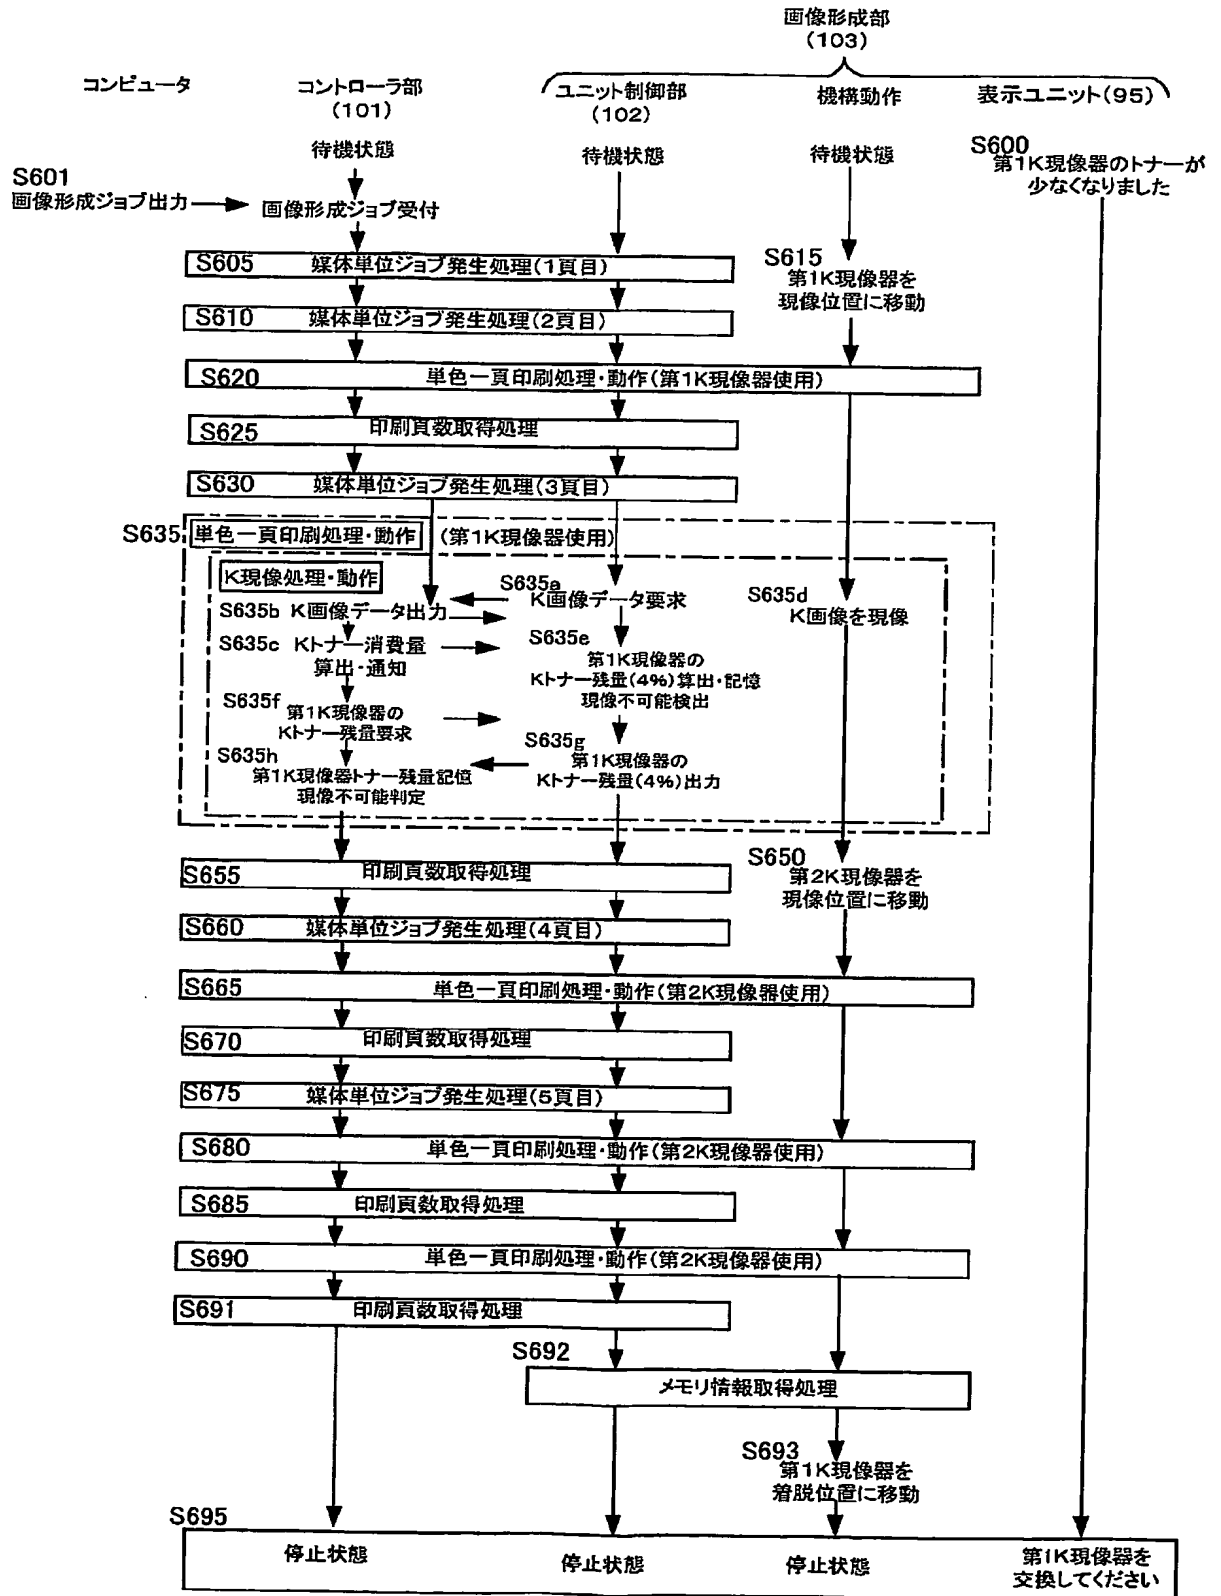 画像形成部
(103)
コンピュータ
コントローラ部
(101)
ユニット制御部
(102)
機構動作
表示ユニット(95)
待機状態
待機状態
待機状態
S600
第1K現像器のトナーが
少なくなりました
S601
画像形成ジョブ出力
画像形成ジョブ受付
S605 媒体単位ジョブ発生処理(1頁目)
S615
第1K現像器を
現像位置に移動
S610 媒体単位ジョブ発生処理(2頁目)
S620 単色一頁印刷処理・動作(第1K現像器使用)
S625 印刷頁数取得処理
S630 媒体単位ジョブ発生処理(3頁目)
S635 単色一頁印刷処理・動作 (第1K現像器使用)
K現像処理・動作
S635a
K画像データ要求
S635b K画像データ出力
S635d
K画像を現像
S635c Kトナー消費量
算出・通知
S635e
第1K現像器の
Kトナー残量(4%)算出・記憶
現像不可能検出
S635f
第1K現像器の
Kトナー残量要求
S635g
第1K現像器の
Kトナー残量(4%)出力
S635h
第1K現像器トナー残量記憶
現像不可能判定
S650
第2K現像器を
現像位置に移動
S655 印刷頁数取得処理
S660 媒体単位ジョブ発生処理(4頁目)
S665 単色一頁印刷処理・動作(第2K現像器使用)
S670 印刷頁数取得処理
S675 媒体単位ジョブ発生処理(5頁目)
S680 単色一頁印刷処理・動作(第2K現像器使用)
S685 印刷頁数取得処理
S690 単色一頁印刷処理・動作(第2K現像器使用)
S691 印刷頁数取得処理
S692
メモリ情報取得処理
S693
第1K現像器を
着脱位置に移動
S695
停止状態
停止状態
停止状態
第1K現像器を
交換してください